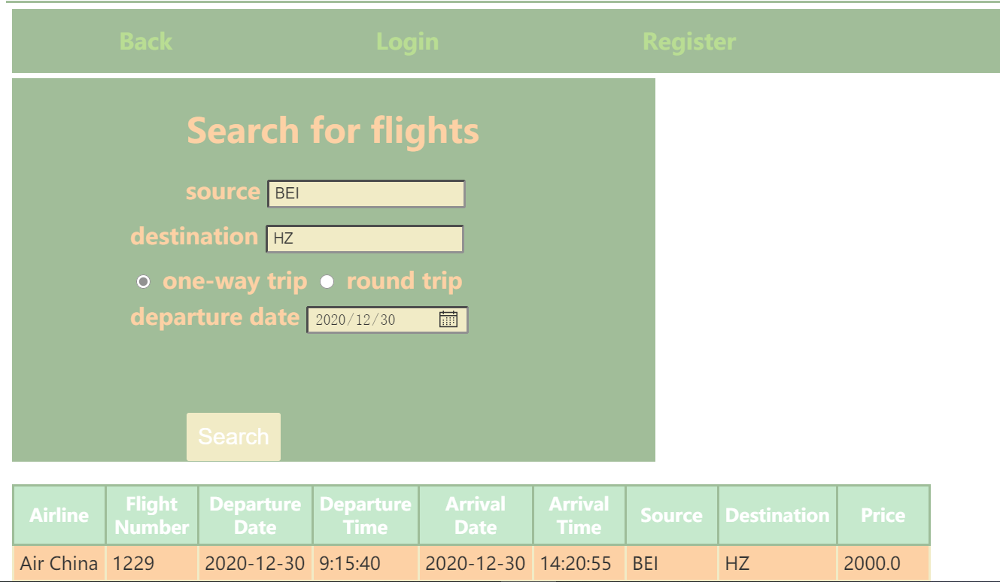 Back Login Register
Search for flights
source BEI
destination HZ
one-way trip round trip
departure date 2020/12/30
Search
Airline Flight Number Departure Date Departure Time Arrival Date Arrival Time Source Destination Price
Air China 1229 2020-12-30 9:15:40 2020-12-30 14:20:55 BEI HZ 2000.0